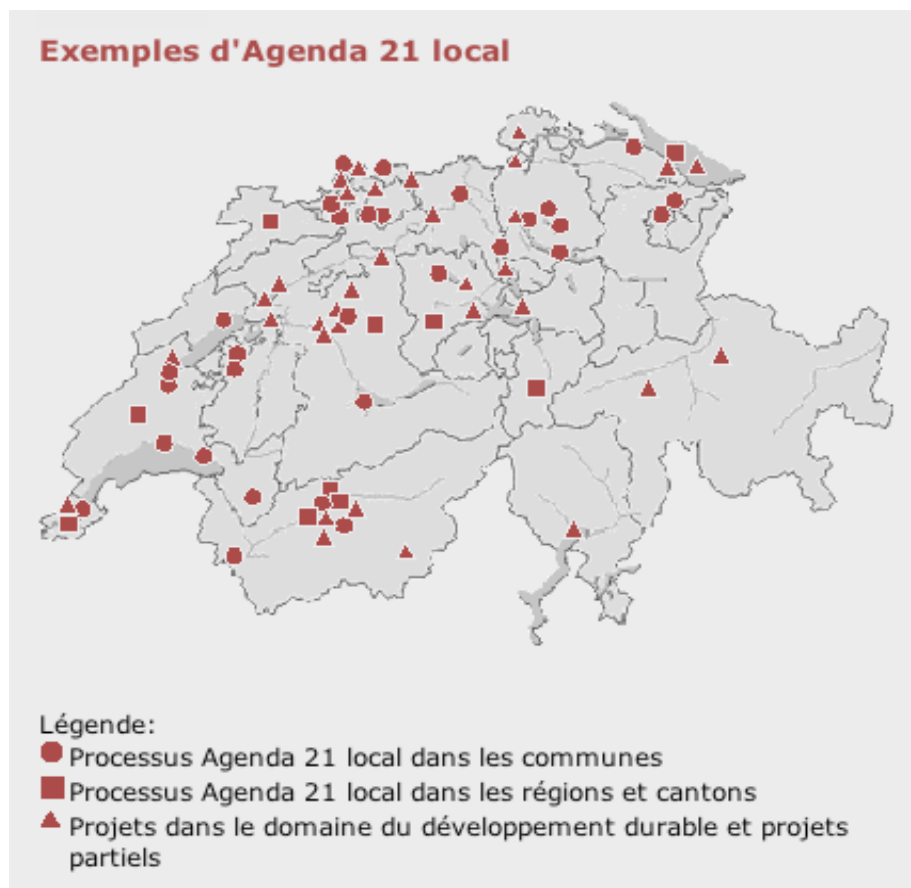 Exemples d'Agenda 21 local
Légende:
Processus Agenda 21 local dans les communes
Processus Agenda 21 local dans les régions et cantons
Projets dans le domaine du développement durable et projets
partiels